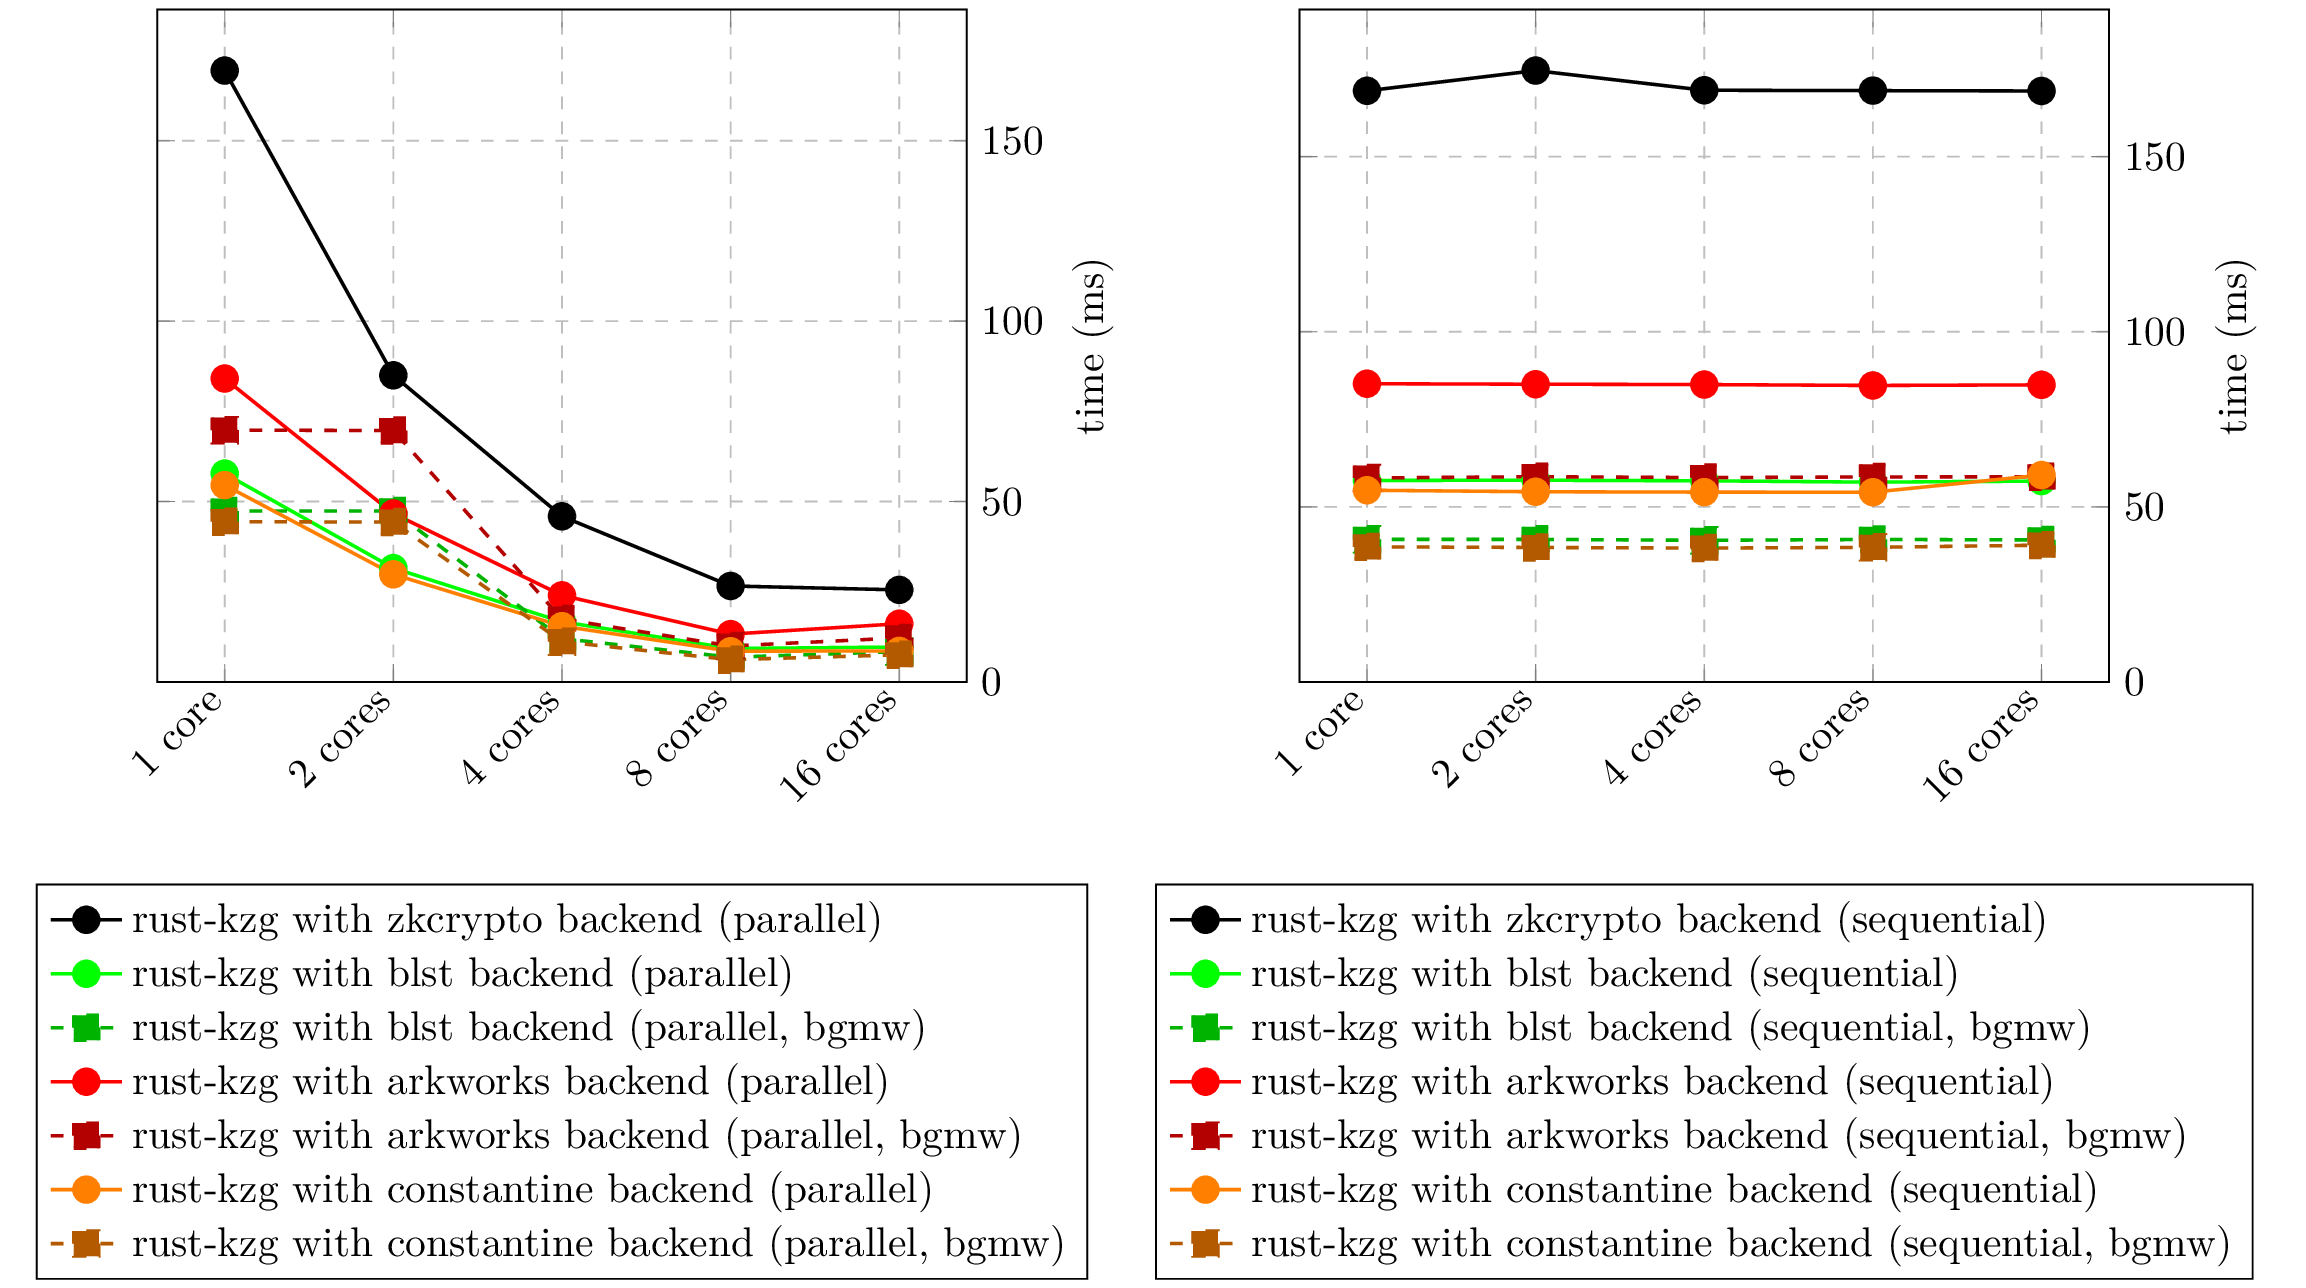 150
100
50
0
time (ms)
1 core
2 cores
4 cores
8 cores
16 cores
rust-kzg with zkcrypto backend (parallel)
rust-kzg with blst backend (parallel)
rust-kzg with blst backend (parallel, bgmw)
rust-kzg with arkworks backend (parallel)
rust-kzg with arkworks backend (parallel, bgmw)
rust-kzg with constantine backend (parallel)
rust-kzg with constantine backend (parallel, bgmw)
150
100
50
0
time (ms)
1 core
2 cores
4 cores
8 cores
16 cores
rust-kzg with zkcrypto backend (sequential)
rust-kzg with blst backend (sequential)
rust-kzg with blst backend (sequential, bgmw)
rust-kzg with arkworks backend (sequential)
rust-kzg with arkworks backend (sequential, bgmw)
rust-kzg with constantine backend (sequential)
rust-kzg with constantine backend (sequential, bgmw)